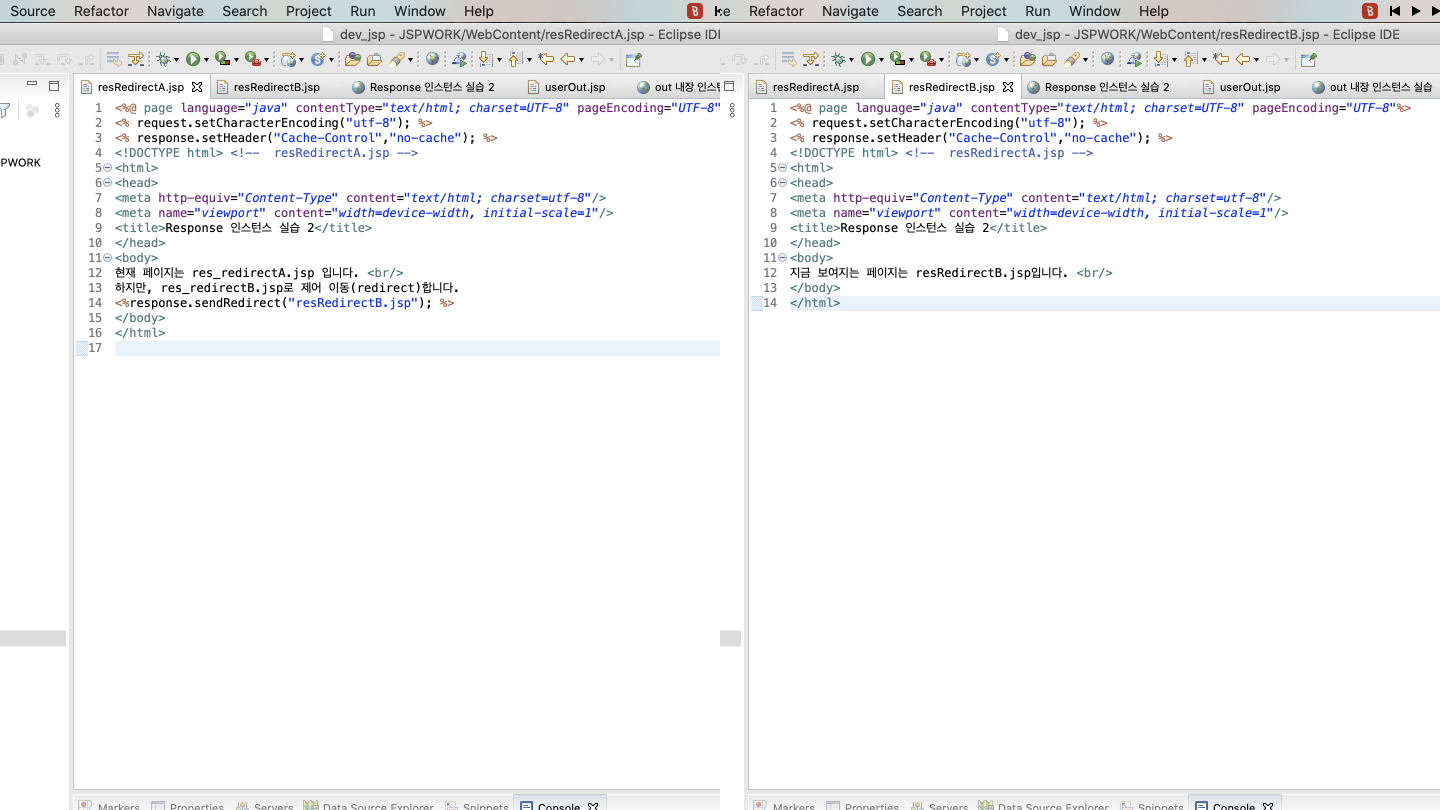 Source Refactor Navigate Search Project Run Window Help
dev_jsp - JSPWORK/WebContent/resRedirectA.jsp - Eclipse IDI
resRedirectA.jsp resRedirectB.jsp Response 인스턴스 실습 2 userOut.jsp out 내장 인스
PWORK
1 <%@ page language="java" contentType="text/html; charset=UTF-8" pageEncoding="UTF-8"
2 <% request.setCharacterEncoding("utf-8"); %>
3 <% response.setHeader("Cache-Control","no-cache"); %>
4 <!DOCTYPE html> <!--  resRedirectA.jsp -->
5 <html>
6 <head>
7 <meta http-equiv="Content-Type" content="text/html; charset=utf-8"/>
8 <meta name="viewport" content="width=device-width, initial-scale=1"/>
9 <title>Response 인스턴스 실습 2</title>
10 </head>
11 <body>
12 현재 페이지는 res_redirectA.jsp 입니다. <br/>
13 하지만, res_redirectB.jsp로 제어 이동(redirect)합니다.
14 <%response.sendRedirect("resRedirectB.jsp"); %>
15 </body>
16 </html>
17
Markers Properties Servers Data Source Explorer Snippets Console
Refactor Navigate Search Project Run Window Help
dev_jsp - JSPWORK/WebContent/resRedirectB.jsp - Eclipse IDE
resRedirectA.jsp resRedirectB.jsp Response 인스턴스 실습 2 userOut.jsp out 내장 인스턴스 실습
1 <%@ page language="java" contentType="text/html; charset=UTF-8" pageEncoding="UTF-8"%>
2 <% request.setCharacterEncoding("utf-8"); %>
3 <% response.setHeader("Cache-Control","no-cache"); %>
4 <!DOCTYPE html> <!--  resRedirectA.jsp -->
5 <html>
6 <head>
7 <meta http-equiv="Content-Type" content="text/html; charset=utf-8"/>
8 <meta name="viewport" content="width=device-width, initial-scale=1"/>
9 <title>Response 인스턴스 실습 2</title>
10 </head>
11 <body>
12 지금 보여지는 페이지는 resRedirectB.jsp입니다. <br/>
13 </body>
14 </html>
Markers Properties Servers Data Source Explorer Snippets Console